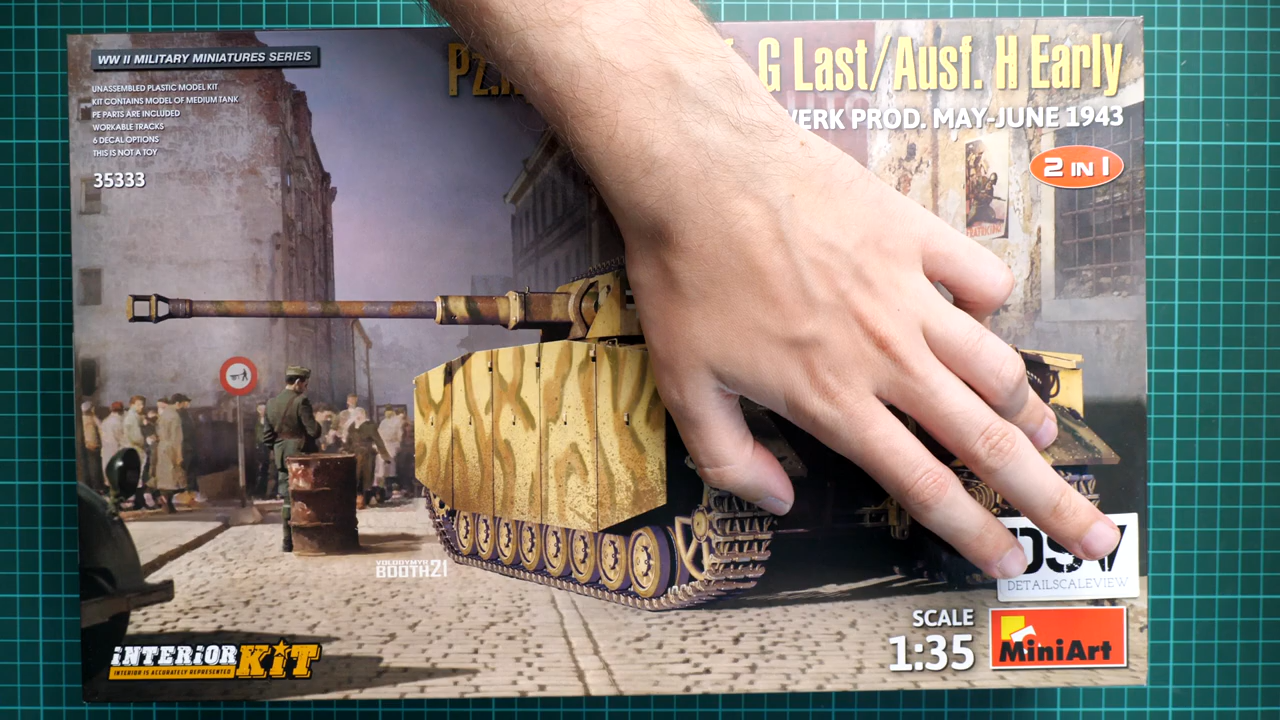 WW II MILITARY MINIATURES SERIES
UNASSEMBLED PLASTIC MODEL KIT
KIT CONTAINS MODEL OF MEDIUM TANK
PE PARTS ARE INCLUDED
WORKABLE TRACKS
6 DECAL OPTIONS
THIS IS NOT A TOY
35333
G Last/Ausf. H Early
PROD. MAY-JUNE 1943
2 IN 1
VOLODYMYR
BOOTH21
DSV
DETAILSCALEVIEW
SCALE
1:35
MiniArt
INTERIOR KIT
INTERIOR IS ACCURATELY REPRESENTED